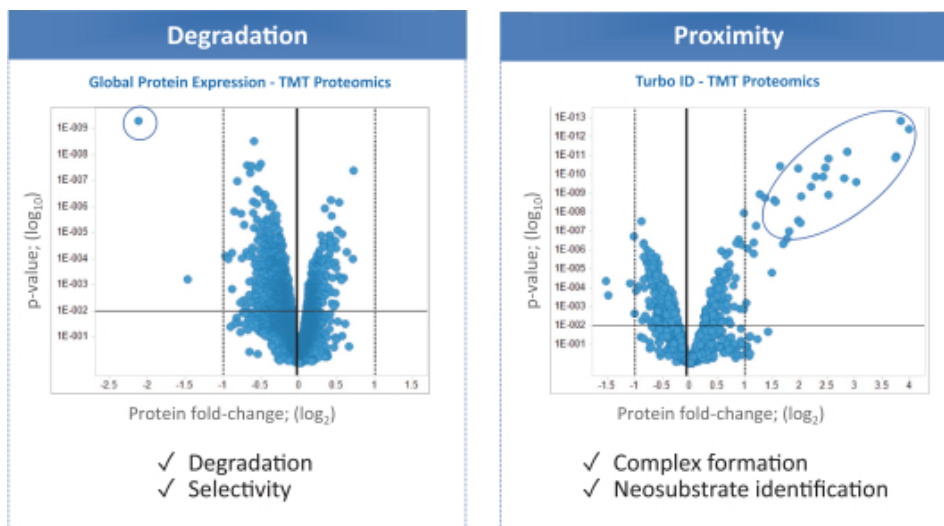 Degradation
Global Protein Expression - TMT Proteomics
1E-009
1E-008
1E-007
1E-006
1E-005
1E-004
1E-003
1E-002
1E-001
p-value; (log₁₀)
-2.5 -2 -1.5 -1 -0.5 0 0.5 1 1.5
Protein fold-change; (log₂)
✓ Degradation
✓ Selectivity
Proximity
Turbo ID - TMT Proteomics
1E-013
1E-012
1E-011
1E-010
1E-009
1E-008
1E-007
1E-006
1E-005
1E-004
1E-003
1E-002
1E-001
p-value; (log₁₀)
-1.5 -1 -0.5 0 0.5 1 1.5 2 2.5 3 3.5 4
Protein fold-change; (log₂)
✓ Complex formation
✓ Neosubstrate identification